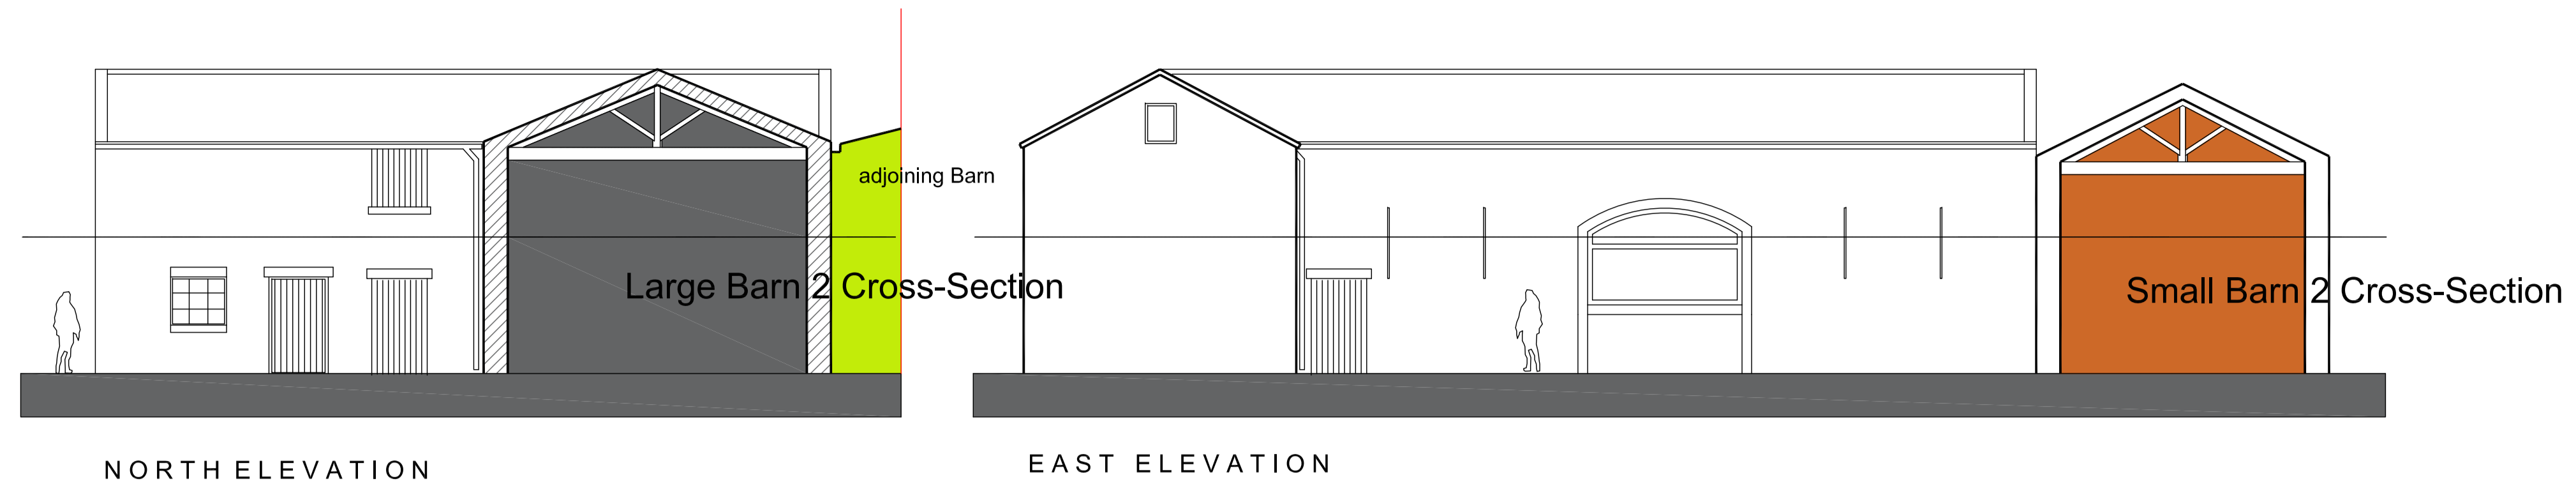 adjoining Barn
Large Barn 2 Cross-Section
Small Barn 2 Cross-Section
NORTH ELEVATION
EAST ELEVATION